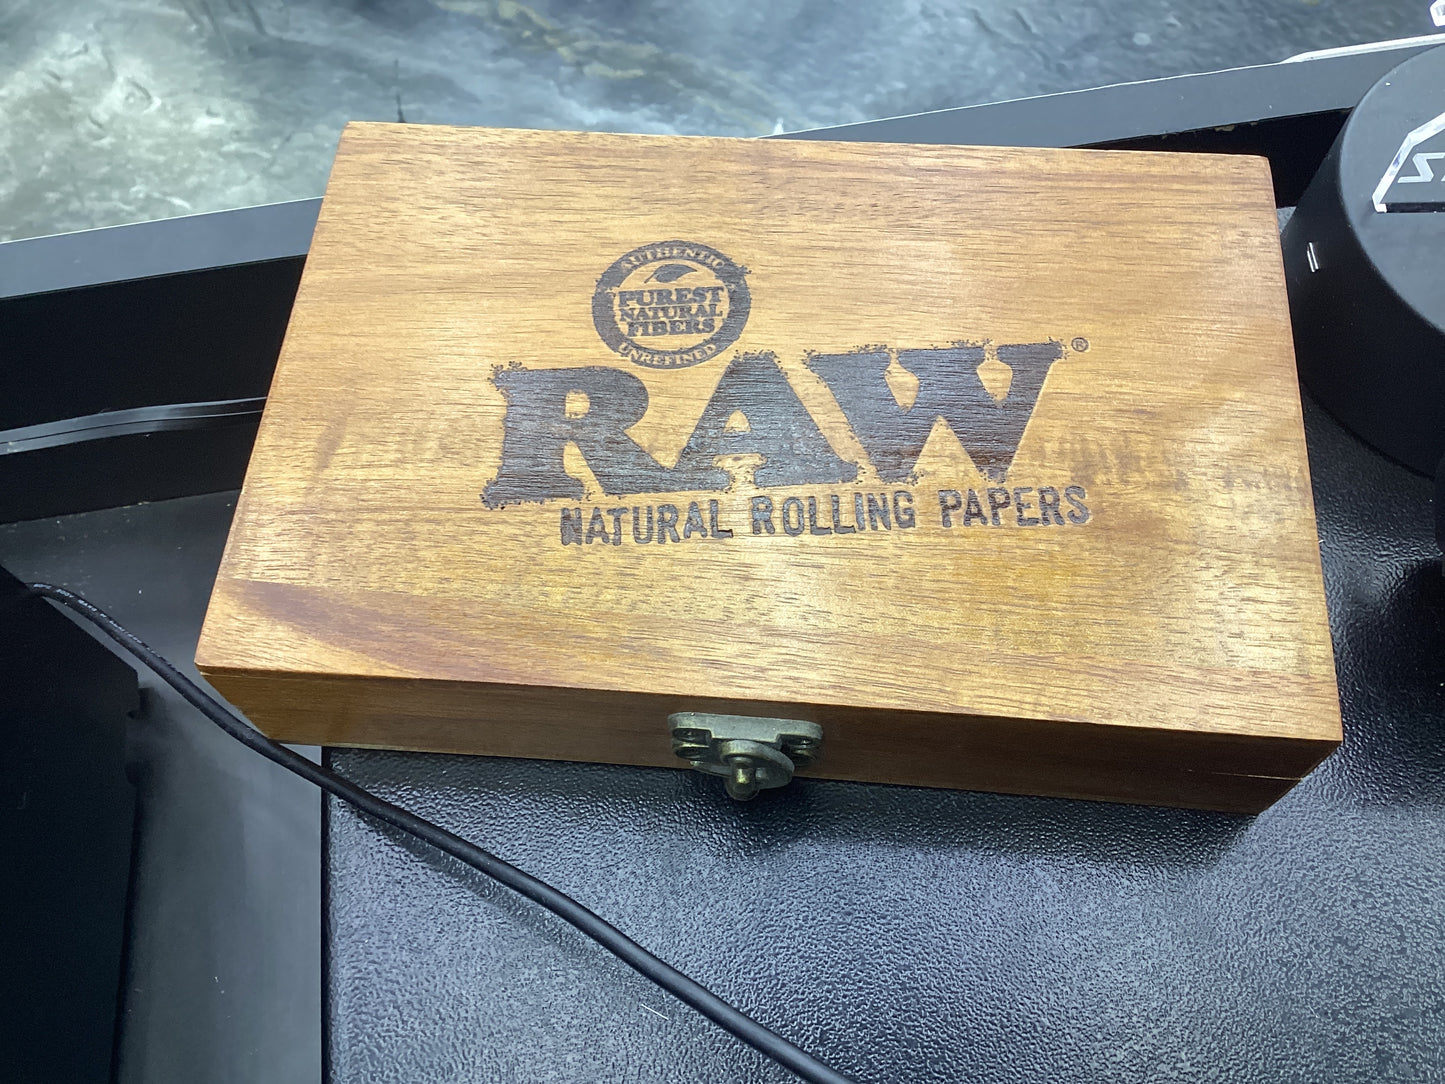 AUTHENTIC
PUREST
NATURAL
FIBERS
UNREFINED
RAW®
NATURAL ROLLING PAPERS